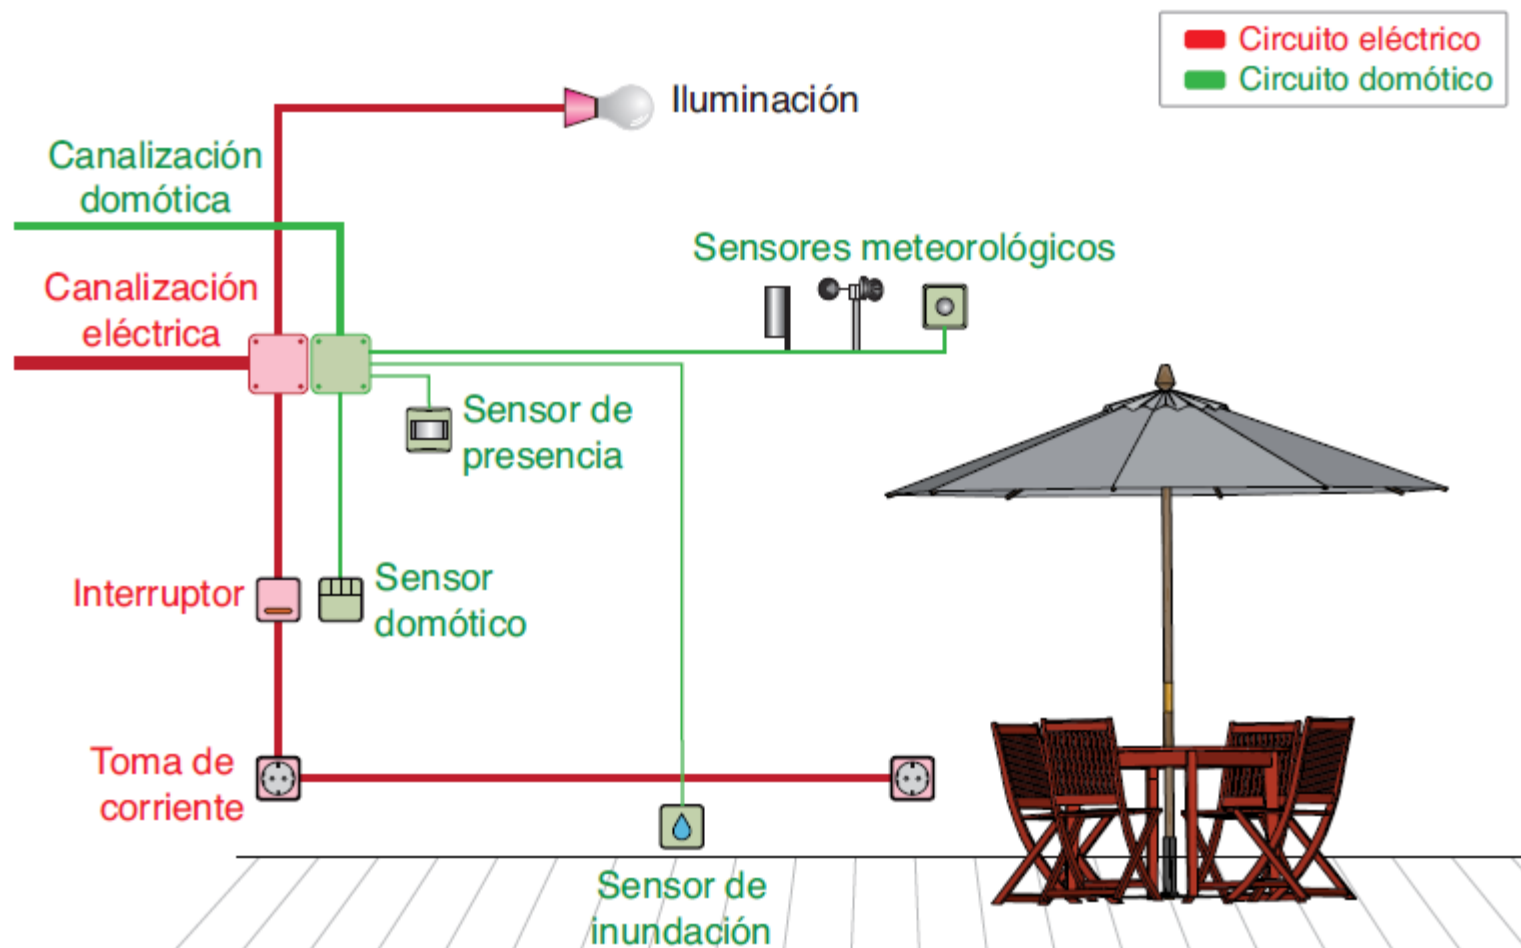 Circuito eléctrico
Circuito domótico
Iluminación
Canalización
domótica
Sensores meteorológicos
Canalización
eléctrica
Sensor de
presencia
Interruptor
Sensor
domótico
Toma de
corriente
Sensor de
inundación